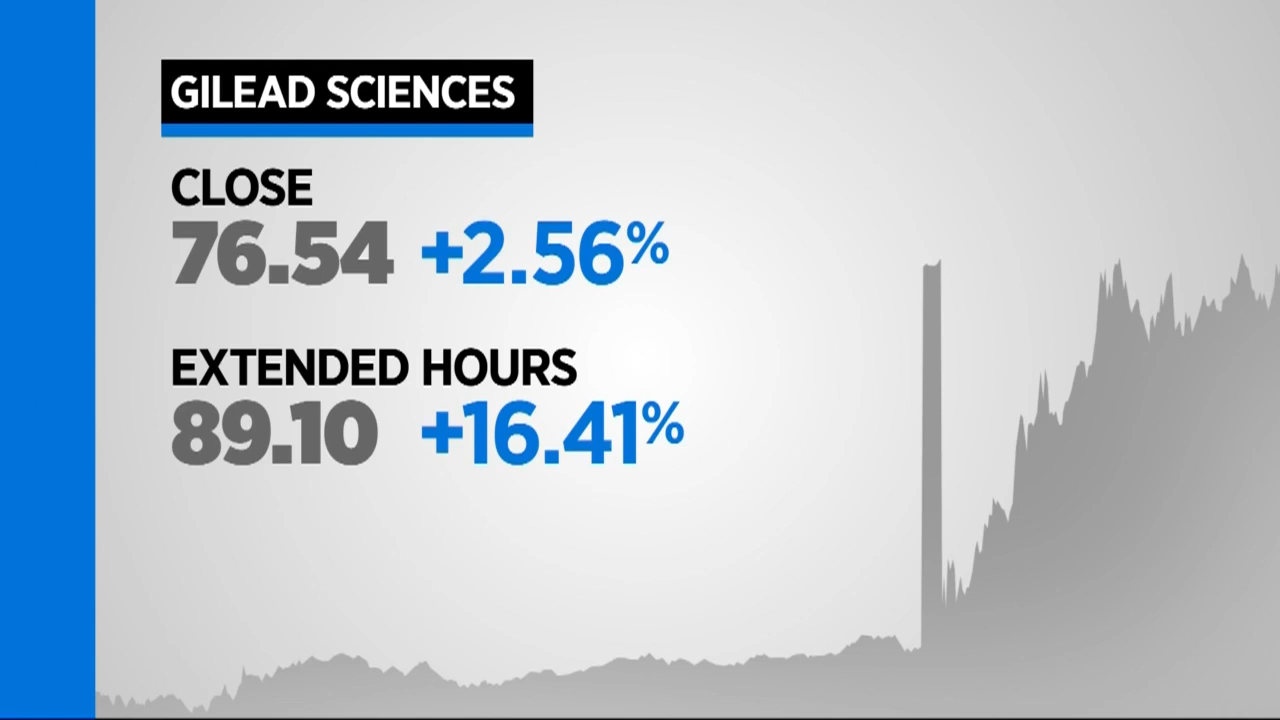 GILEAD SCIENCES
CLOSE
76.54 +2.56%
EXTENDED HOURS
89.10 +16.41%